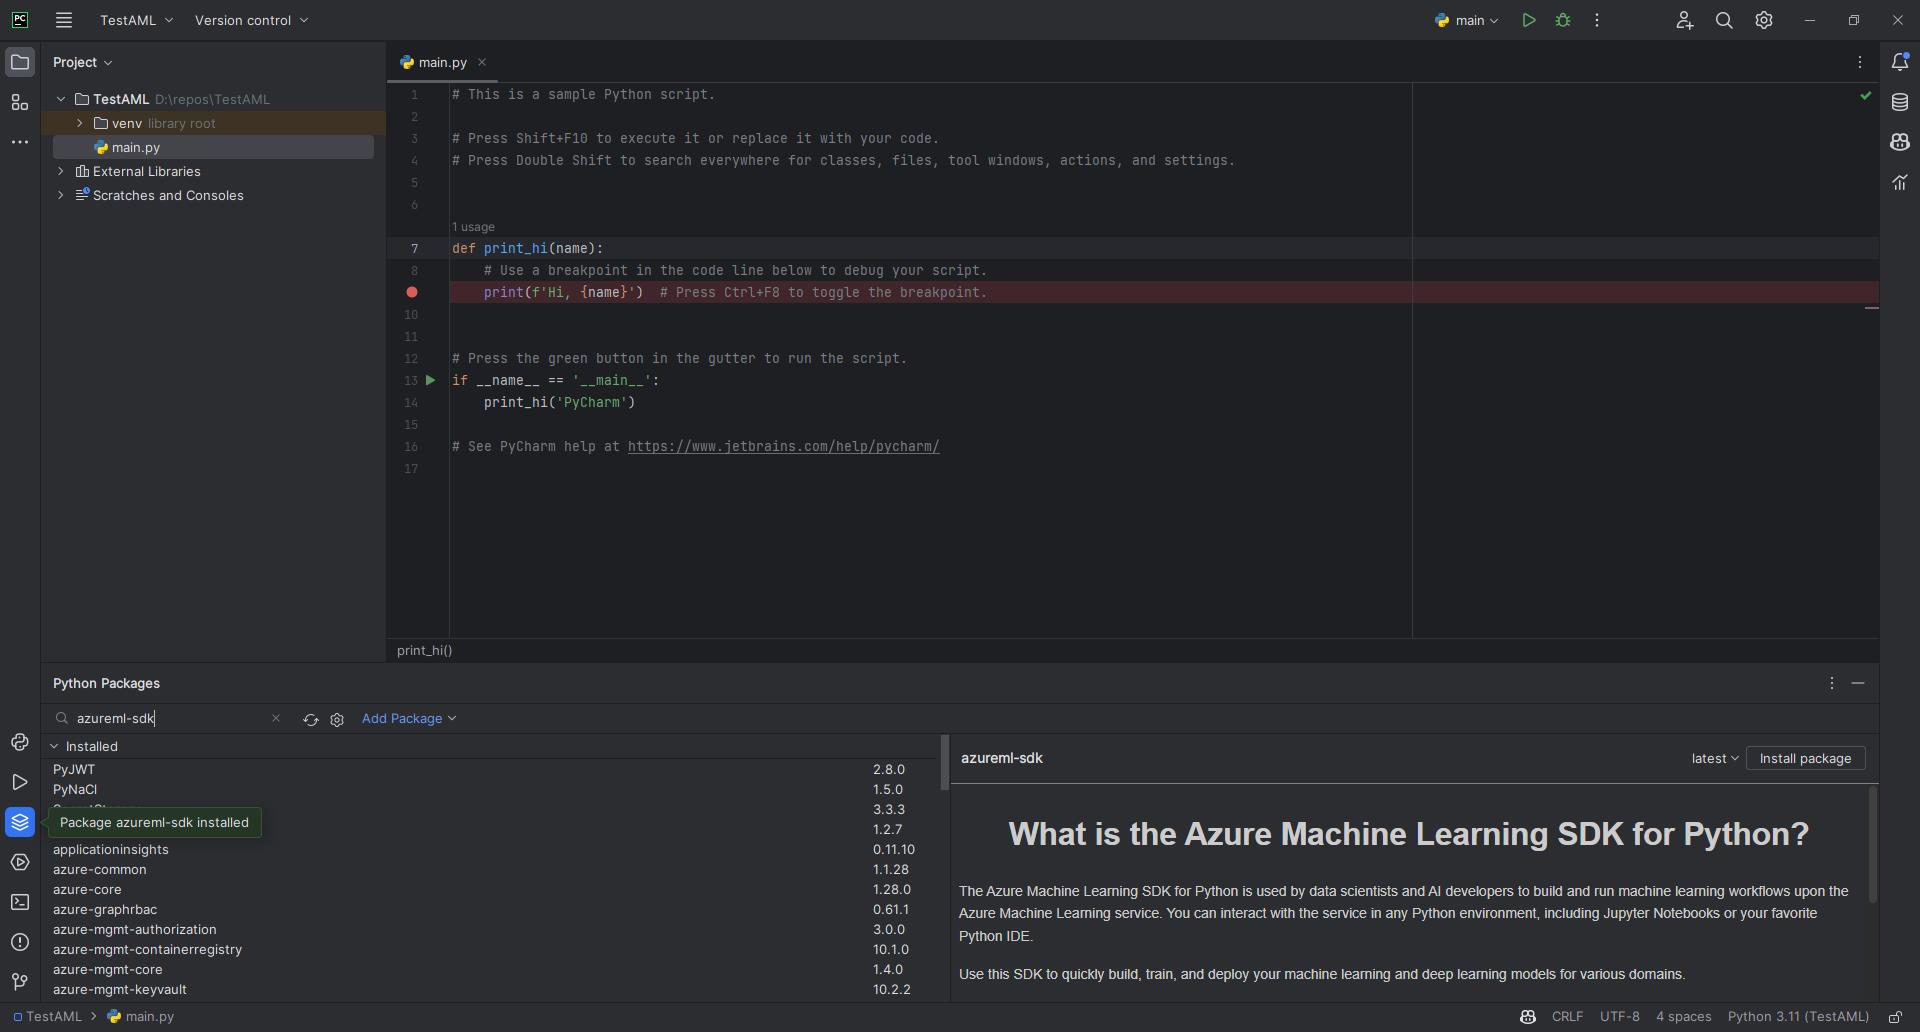 PC
TestAML
Version control
main
Project
main.py
TestAML D:\repos\TestAML
venv library root
main.py
External Libraries
Scratches and Consoles
1 # This is a sample Python script.
2
3 # Press Shift+F10 to execute it or replace it with your code.
4 # Press Double Shift to search everywhere for classes, files, tool windows, actions, and settings.
5
6
1 usage
7 def print_hi(name):
8 # Use a breakpoint in the code line below to debug your script.
print(f'Hi, {name}') # Press Ctrl+F8 to toggle the breakpoint.
10
11
12 # Press the green button in the gutter to run the script.
13 if __name__ == '__main__':
14 print_hi('PyCharm')
15
16 # See PyCharm help at https://www.jetbrains.com/help/pycharm/
17
print_hi()
Python Packages
azureml-sdk
Add Package
Installed
PyJWT 2.8.0
PyNaCl 1.5.0
3.3.3
Package azureml-sdk installed
1.2.7
applicationinsights 0.11.10
azure-common 1.1.28
azure-core 1.28.0
azure-graphrbac 0.61.1
azure-mgmt-authorization 3.0.0
azure-mgmt-containerregistry 10.1.0
azure-mgmt-core 1.4.0
azure-mgmt-keyvault 10.2.2
azureml-sdk
latest
Install package
What is the Azure Machine Learning SDK for Python?
The Azure Machine Learning SDK for Python is used by data scientists and AI developers to build and run machine learning workflows upon the
Azure Machine Learning service. You can interact with the service in any Python environment, including Jupyter Notebooks or your favorite
Python IDE.
Use this SDK to quickly build, train, and deploy your machine learning and deep learning models for various domains.
TestAML > main.py
CRLF
UTF-8
4 spaces
Python 3.11 (TestAML)